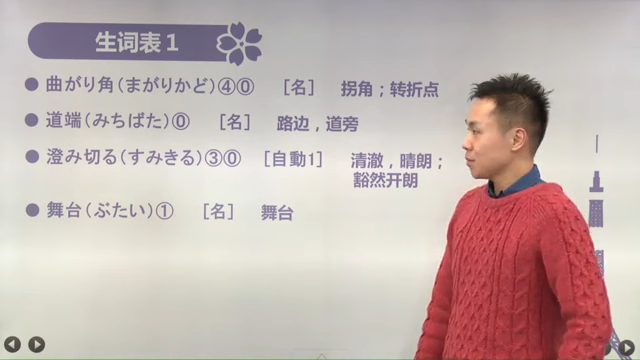 生词表1
● 曲がり角（まがりかど）④⓪ ［名］ 拐角；转折点
● 道端（みちばた）⓪ ［名］ 路边，道旁
● 澄み切る（すみきる）③⓪ ［自動1］ 清澈，晴朗；
豁然开朗
● 舞台（ぶたい）① ［名］ 舞台